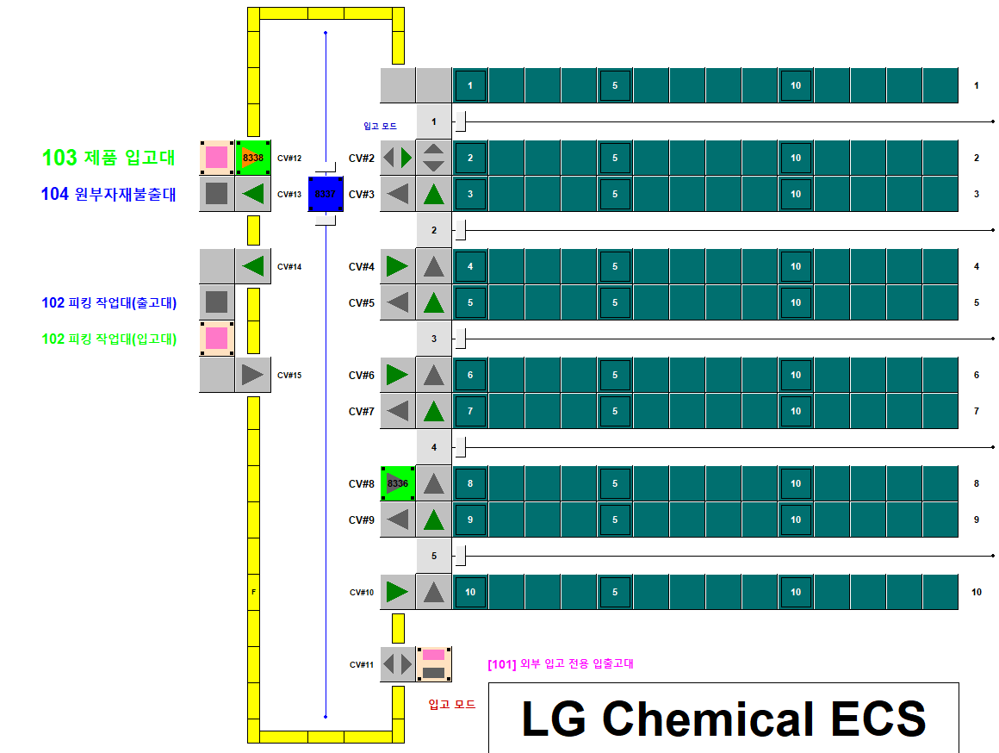 1 5 10 1
1
입고 모드
103 제품 입고대 8338 CV#12 CV#2 2 5 10 2
104 원부자재불출대 CV#13 8337 CV#3 3 5 10 3
2
CV#14 CV#4 4 5 10 4
102 피킹 작업대(출고대) CV#5 5 5 10 5
3
102 피킹 작업대(입고대)
CV#15 CV#6 6 5 10 6
CV#7 7 5 10 7
4
CV#8 8336 8 5 10 8
CV#9 9 5 10 9
5
F CV#10 10 5 10 10
CV#11 [101] 외부 입고 전용 입출고대
입고 모드
LG Chemical ECS